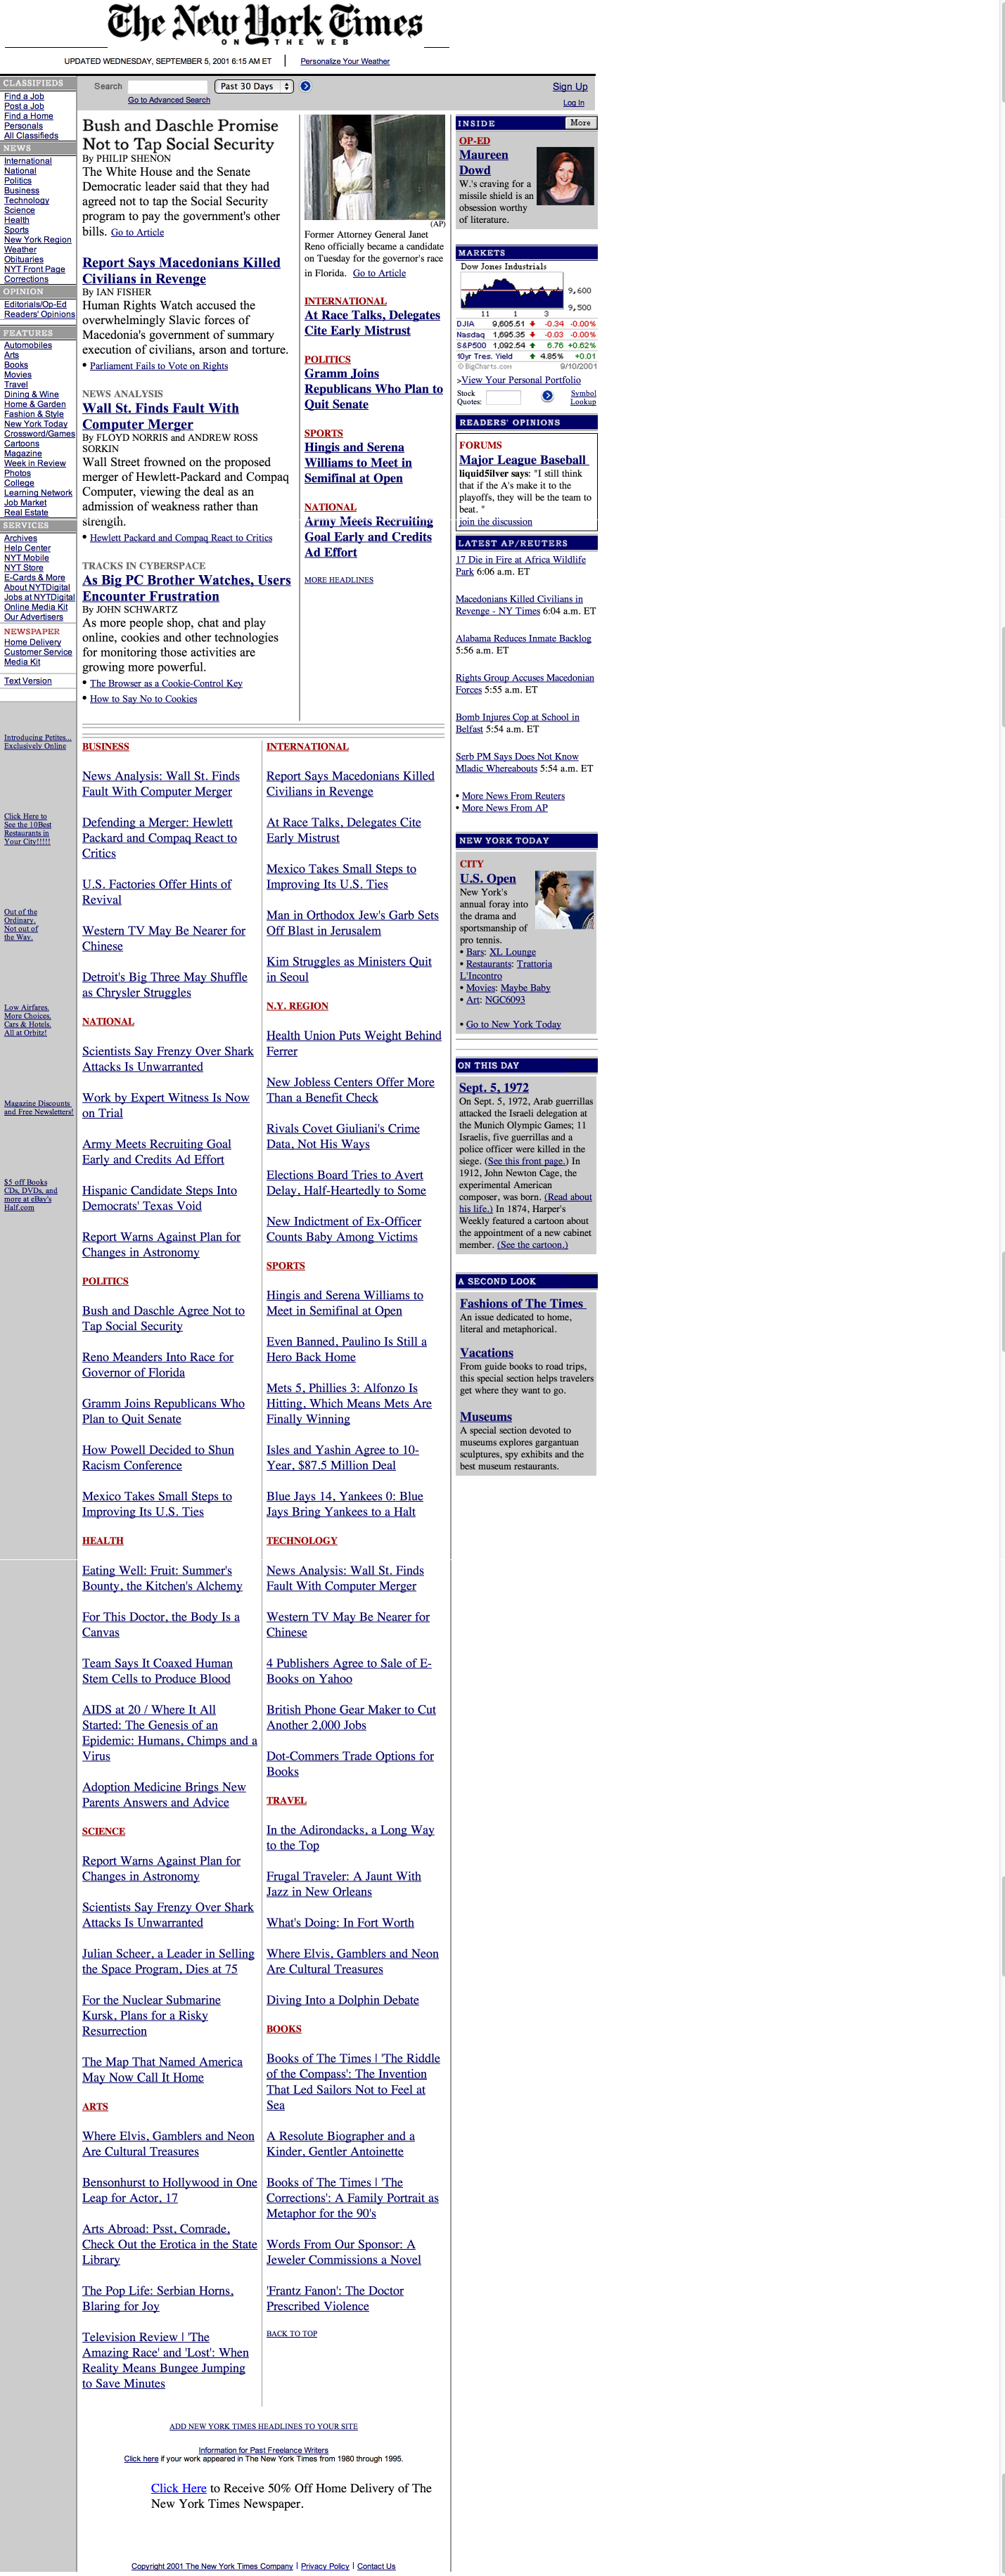 The New York Times
ON THE WEB
UPDATED WEDNESDAY, SEPTEMBER 5, 2001 6:15 AM ET | Personalize Your Weather
CLASSIFIEDS
Find a Job
Post a Job
Find a Home
Personals
All Classifieds
NEWS
International
National
Politics
Business
Technology
Science
Health
Sports
New York Region
Weather
Obituaries
NYT Front Page
Corrections
OPINION
Editorials/Op-Ed
Readers' Opinions
FEATURES
Automobiles
Arts
Books
Movies
Travel
Dining & Wine
Home & Garden
Fashion & Style
New York Today
Crossword/Games
Cartoons
Magazine
Week in Review
Photos
College
Learning Network
Job Market
Real Estate
SERVICES
Archives
Help Center
NYT Mobile
NYT Store
E-Cards & More
About NYTDigital
Jobs at NYTDigital
Online Media Kit
Our Advertisers
NEWSPAPER
Home Delivery
Customer Service
Media Kit
Text Version
Introducing Petites...
Exclusively Online
Click Here to
See the 10Best
Restaurants in
Your City!!!!!
Out of the
Ordinary.
Not out of
the Way.
Low Airfares.
More Choices.
Cars & Hotels.
All at Orbitz!
Magazine Discounts
and Free Newsletters!
$5 off Books
CDs, DVDs, and
more at eBay's
Half.com
Search Past 30 Days
Go to Advanced Search
Sign Up
Log In
Bush and Daschle Promise
Not to Tap Social Security
By PHILIP SHENON
The White House and the Senate
Democratic leader said that they had
agreed not to tap the Social Security
program to pay the government's other
bills. Go to Article
Report Says Macedonians Killed
Civilians in Revenge
By IAN FISHER
Human Rights Watch accused the
overwhelmingly Slavic forces of
Macedonia's government of summary
execution of civilians, arson and torture.
• Parliament Fails to Vote on Rights
NEWS ANALYSIS
Wall St. Finds Fault With
Computer Merger
By FLOYD NORRIS and ANDREW ROSS
SORKIN
Wall Street frowned on the proposed
merger of Hewlett-Packard and Compaq
Computer, viewing the deal as an
admission of weakness rather than
strength.
• Hewlett Packard and Compaq React to Critics
TRACKS IN CYBERSPACE
As Big PC Brother Watches, Users
Encounter Frustration
By JOHN SCHWARTZ
As more people shop, chat and play
online, cookies and other technologies
for monitoring those activities are
growing more powerful.
• The Browser as a Cookie-Control Key
• How to Say No to Cookies
(AP)
Former Attorney General Janet
Reno officially became a candidate
on Tuesday for the governor's race
in Florida. Go to Article
INTERNATIONAL
At Race Talks, Delegates
Cite Early Mistrust
POLITICS
Gramm Joins
Republicans Who Plan to
Quit Senate
SPORTS
Hingis and Serena
Williams to Meet in
Semifinal at Open
NATIONAL
Army Meets Recruiting
Goal Early and Credits
Ad Effort
MORE HEADLINES
INSIDE More
OP-ED
Maureen
Dowd
W.'s craving for a
missile shield is an
obsession worthy
of literature.
MARKETS
Dow Jones Industrials
9,600
9,500
11 1 3
DJIA 9,605.51 -0.34 -0.00%
Nasdaq 1,695.35 -0.03 -0.00%
S&P500 1,092.54 6.76 +0.62%
10yr Tres. Yield 4.85% +0.01
© BigCharts.com 9/10/2001
>View Your Personal Portfolio
Stock
Quotes:
Symbol
Lookup
READERS' OPINIONS
FORUMS
Major League Baseball
liquid5ilver says: "I still think
that if the A's make it to the
playoffs, they will be the team to
beat. "
join the discussion
LATEST AP/REUTERS
17 Die in Fire at Africa Wildlife
Park 6:06 a.m. ET
Macedonians Killed Civilians in
Revenge - NY Times 6:04 a.m. ET
Alabama Reduces Inmate Backlog
5:56 a.m. ET
Rights Group Accuses Macedonian
Forces 5:55 a.m. ET
Bomb Injures Cop at School in
Belfast 5:54 a.m. ET
Serb PM Says Does Not Know
Mladic Whereabouts 5:54 a.m. ET
• More News From Reuters
• More News From AP
NEW YORK TODAY
CITY
U.S. Open
New York's
annual foray into
the drama and
sportsmanship of
pro tennis.
• Bars: XL Lounge
• Restaurants: Trattoria
L'Incontro
• Movies: Maybe Baby
• Art: NGC6093
• Go to New York Today
ON THIS DAY
Sept. 5, 1972
On Sept. 5, 1972, Arab guerrillas
attacked the Israeli delegation at
the Munich Olympic Games; 11
Israelis, five guerrillas and a
police officer were killed in the
siege. (See this front page.) In
1912, John Newton Cage, the
experimental American
composer, was born. (Read about
his life.) In 1874, Harper's
Weekly featured a cartoon about
the appointment of a new cabinet
member. (See the cartoon.)
A SECOND LOOK
Fashions of The Times
An issue dedicated to home,
literal and metaphorical.
Vacations
From guide books to road trips,
this special section helps travelers
get where they want to go.
Museums
A special section devoted to
museums explores gargantuan
sculptures, spy exhibits and the
best museum restaurants.
BUSINESS
News Analysis: Wall St. Finds
Fault With Computer Merger
Defending a Merger: Hewlett
Packard and Compaq React to
Critics
U.S. Factories Offer Hints of
Revival
Western TV May Be Nearer for
Chinese
Detroit's Big Three May Shuffle
as Chrysler Struggles
NATIONAL
Scientists Say Frenzy Over Shark
Attacks Is Unwarranted
Work by Expert Witness Is Now
on Trial
Army Meets Recruiting Goal
Early and Credits Ad Effort
Hispanic Candidate Steps Into
Democrats' Texas Void
Report Warns Against Plan for
Changes in Astronomy
POLITICS
Bush and Daschle Agree Not to
Tap Social Security
Reno Meanders Into Race for
Governor of Florida
Gramm Joins Republicans Who
Plan to Quit Senate
How Powell Decided to Shun
Racism Conference
Mexico Takes Small Steps to
Improving Its U.S. Ties
HEALTH
Eating Well: Fruit: Summer's
Bounty, the Kitchen's Alchemy
For This Doctor, the Body Is a
Canvas
Team Says It Coaxed Human
Stem Cells to Produce Blood
AIDS at 20 / Where It All
Started: The Genesis of an
Epidemic: Humans, Chimps and a
Virus
Adoption Medicine Brings New
Parents Answers and Advice
SCIENCE
Report Warns Against Plan for
Changes in Astronomy
Scientists Say Frenzy Over Shark
Attacks Is Unwarranted
Julian Scheer, a Leader in Selling
the Space Program, Dies at 75
For the Nuclear Submarine
Kursk, Plans for a Risky
Resurrection
The Map That Named America
May Now Call It Home
ARTS
Where Elvis, Gamblers and Neon
Are Cultural Treasures
Bensonhurst to Hollywood in One
Leap for Actor, 17
Arts Abroad: Psst, Comrade,
Check Out the Erotica in the State
Library
The Pop Life: Serbian Horns,
Blaring for Joy
Television Review | 'The
Amazing Race' and 'Lost': When
Reality Means Bungee Jumping
to Save Minutes
INTERNATIONAL
Report Says Macedonians Killed
Civilians in Revenge
At Race Talks, Delegates Cite
Early Mistrust
Mexico Takes Small Steps to
Improving Its U.S. Ties
Man in Orthodox Jew's Garb Sets
Off Blast in Jerusalem
Kim Struggles as Ministers Quit
in Seoul
N.Y. REGION
Health Union Puts Weight Behind
Ferrer
New Jobless Centers Offer More
Than a Benefit Check
Rivals Covet Giuliani's Crime
Data, Not His Ways
Elections Board Tries to Avert
Delay, Half-Heartedly to Some
New Indictment of Ex-Officer
Counts Baby Among Victims
SPORTS
Hingis and Serena Williams to
Meet in Semifinal at Open
Even Banned, Paulino Is Still a
Hero Back Home
Mets 5, Phillies 3: Alfonzo Is
Hitting, Which Means Mets Are
Finally Winning
Isles and Yashin Agree to 10-
Year, $87.5 Million Deal
Blue Jays 14, Yankees 0: Blue
Jays Bring Yankees to a Halt
TECHNOLOGY
News Analysis: Wall St. Finds
Fault With Computer Merger
Western TV May Be Nearer for
Chinese
4 Publishers Agree to Sale of E-
Books on Yahoo
British Phone Gear Maker to Cut
Another 2,000 Jobs
Dot-Commers Trade Options for
Books
TRAVEL
In the Adirondacks, a Long Way
to the Top
Frugal Traveler: A Jaunt With
Jazz in New Orleans
What's Doing: In Fort Worth
Where Elvis, Gamblers and Neon
Are Cultural Treasures
Diving Into a Dolphin Debate
BOOKS
Books of The Times | 'The Riddle
of the Compass': The Invention
That Led Sailors Not to Feel at
Sea
A Resolute Biographer and a
Kinder, Gentler Antoinette
Books of The Times | 'The
Corrections': A Family Portrait as
Metaphor for the 90's
Words From Our Sponsor: A
Jeweler Commissions a Novel
'Frantz Fanon': The Doctor
Prescribed Violence
BACK TO TOP
ADD NEW YORK TIMES HEADLINES TO YOUR SITE
Information for Past Freelance Writers
Click here if your work appeared in The New York Times from 1980 through 1995.
Click Here to Receive 50% Off Home Delivery of The
New York Times Newspaper.
Copyright 2001 The New York Times Company | Privacy Policy | Contact Us